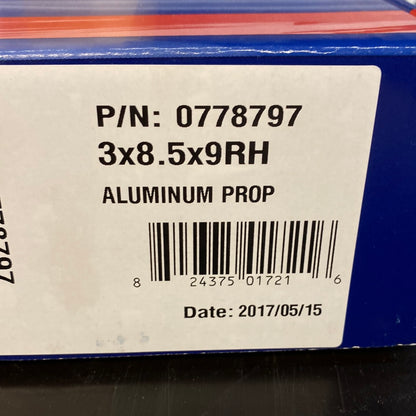 P/N: 0778797
3x8.5x9RH
ALUMINUM PROP
8 24375 01721 6
Date: 2017/05/15